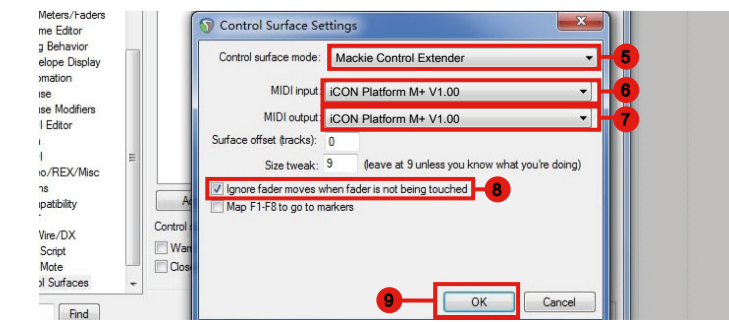 Meters/Faders
me Editor
g Behavior
elope Display
omation
use
use Modifiers
I Editor
o/REX/Misc
ns
npatibility
Wire/DX
Script
Mote
ol Surfaces
Find
Ad
Control s
Warn
Close
Control Surface Settings
Control surface mode: Mackie Control Extender 5
MIDI input: iCON Platform M+ V1.00 6
MIDI output: iCON Platform M+ V1.00 7
Surface offset (tracks): 0
Size tweak: 9 (leave at 9 unless you know what you're doing)
Ignore fader moves when fader is not being touched 8
Map F1-F8 to go to markers
9 OK Cancel